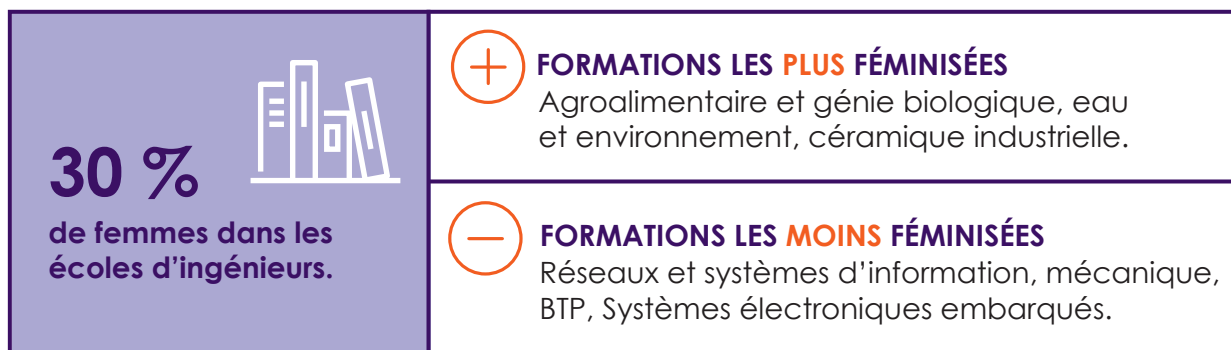 30 %
de femmes dans les
écoles d’ingénieurs.
FORMATIONS LES PLUS FÉMINISÉES
Agroalimentaire et génie biologique, eau
et environnement, céramique industrielle.
FORMATIONS LES MOINS FÉMINISÉES
Réseaux et systèmes d’information, mécanique,
BTP, Systèmes électroniques embarqués.